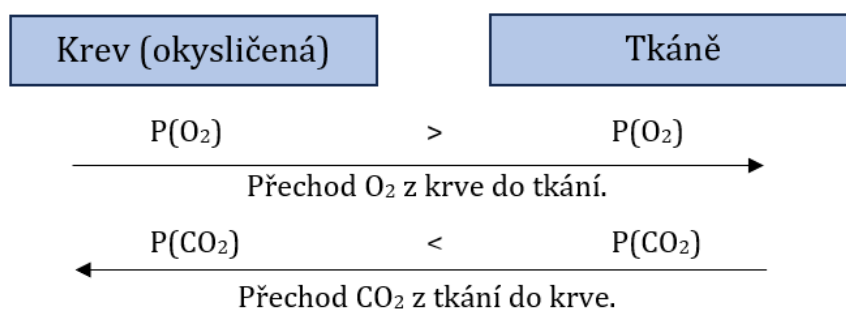 Krev (okysličená) Tkáně
P(O₂) > P(O₂)
Přechod O₂ z krve do tkání.
P(CO₂) < P(CO₂)
Přechod CO₂ z tkání do krve.